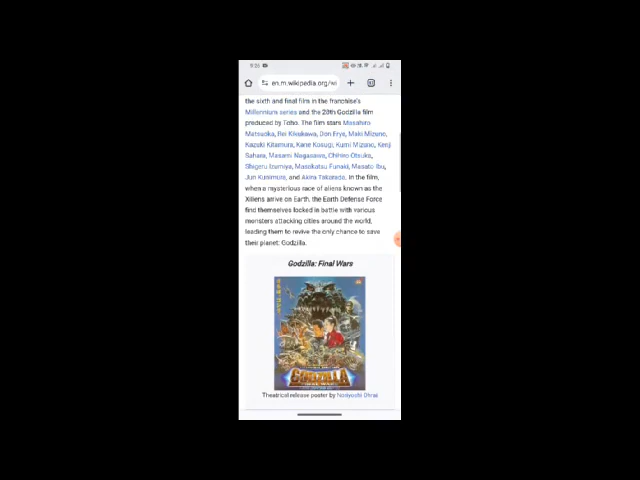 en.m.wikipedia.org/wi
the sixth and final film in the franchise's
Millennium series and the 28th Godzilla film
produced by Toho. The film stars Masahiro
Matsuoka, Rei Kikukawa, Don Frye, Maki Mizuno,
Kazuki Kitamura, Kane Kosugi, Kumi Mizuno, Kenji
Sahara, Masami Nagasawa, Chihiro Otsuka,
Shigeru Izumiya, Masakatsu Funaki, Masato Ibu,
Jun Kunimura, and Akira Takarada. In the film,
when a mysterious race of aliens known as the
Xiliens arrive on Earth, the Earth Defense Force
find themselves locked in battle with various
monsters attacking cities around the world,
leading them to revive the only chance to save
their planet: Godzilla.
Godzilla: Final Wars
GODZILLA
FINAL WARS
Theatrical release poster by Noriyoshi Ohrai